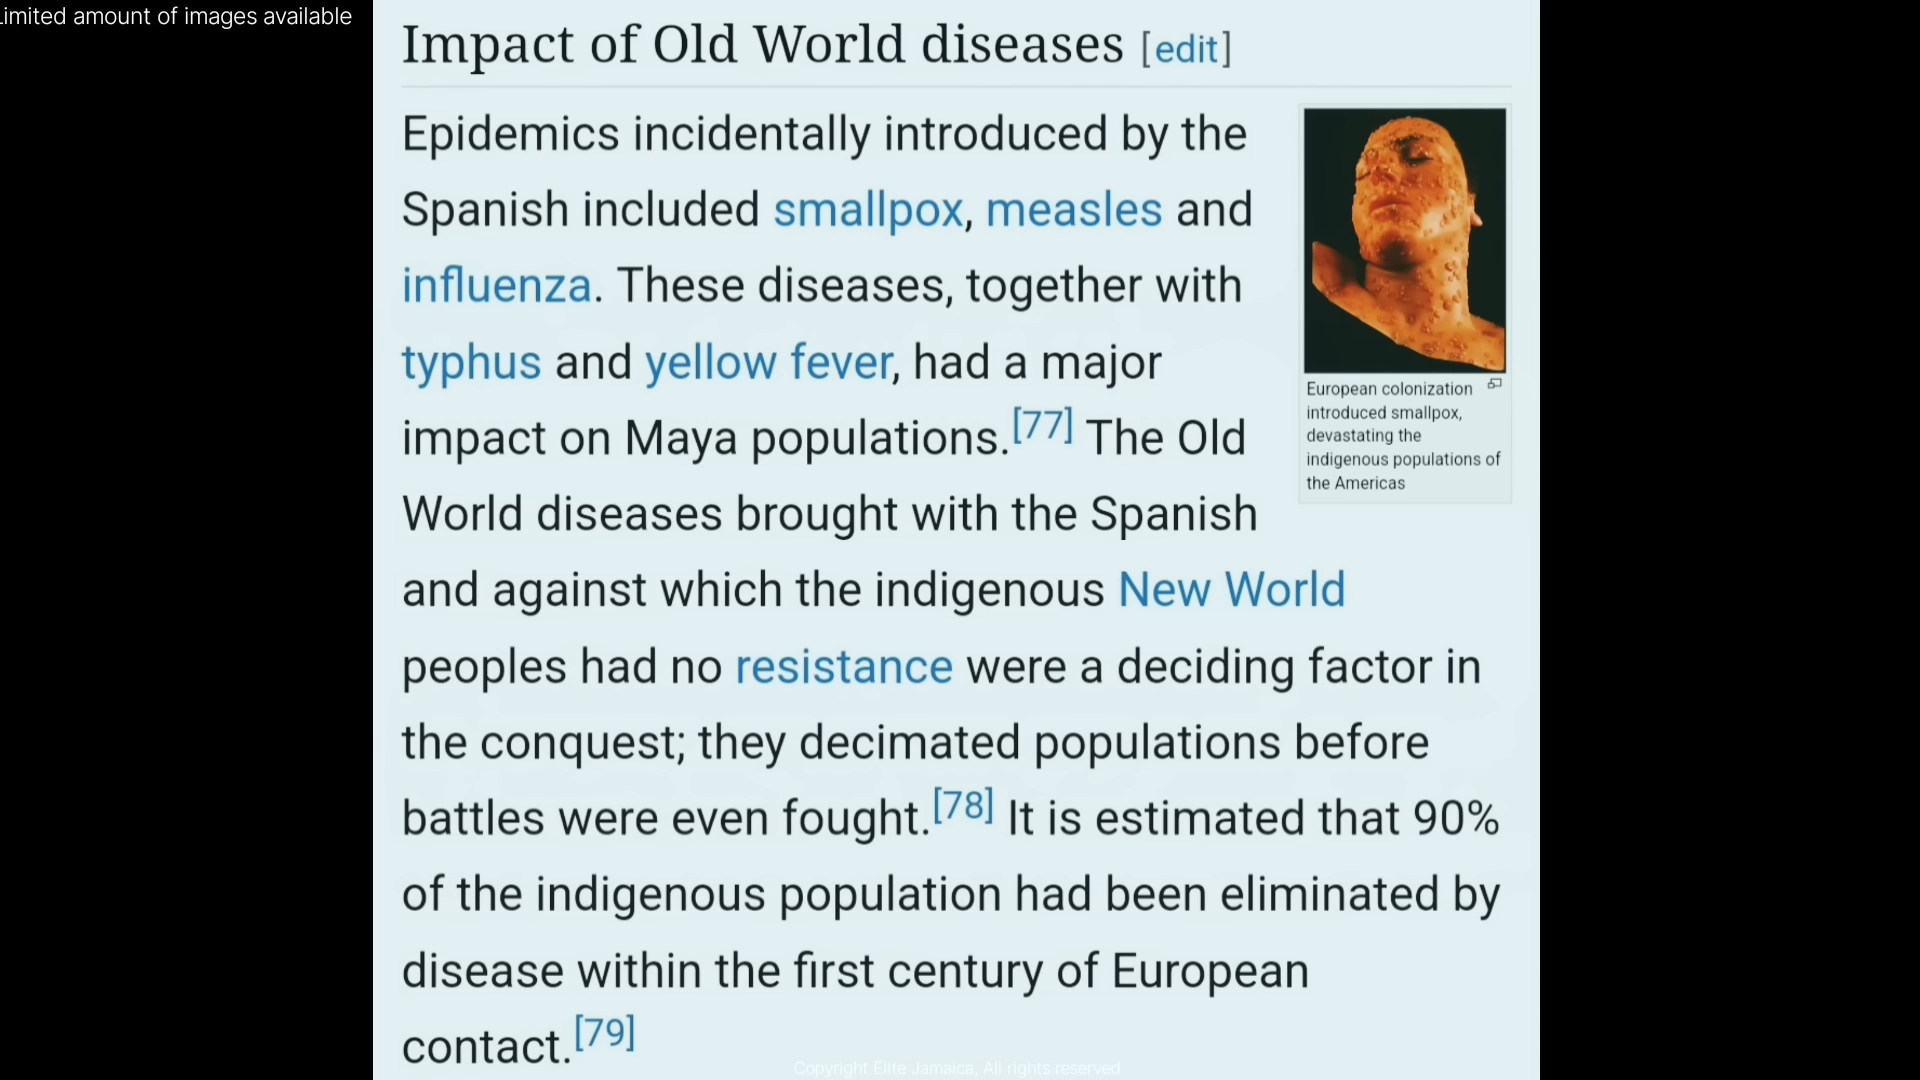 Limited amount of images available
Impact of Old World diseases [edit]
Epidemics incidentally introduced by the
Spanish included smallpox, measles and
influenza. These diseases, together with
typhus and yellow fever, had a major
impact on Maya populations.[77] The Old
World diseases brought with the Spanish
and against which the indigenous New World
peoples had no resistance were a deciding factor in
the conquest; they decimated populations before
battles were even fought.[78] It is estimated that 90%
of the indigenous population had been eliminated by
disease within the first century of European
contact.[79]
European colonization
introduced smallpox,
devastating the
indigenous populations of
the Americas
Copyright Elite Jamaica, All rights reserved